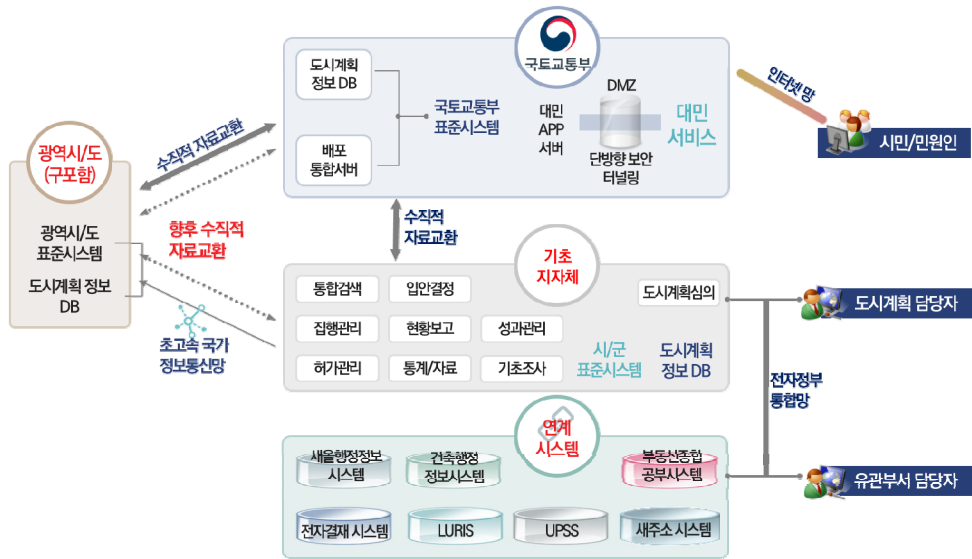 국토교통부
도시계획
정보 DB
배포
통합서버
국토교통부
표준시스템
대민
APP
서버
DMZ
단방향 보안
터널링
대민
서비스
인터넷 망
시민/민원인
광역시/도
(구포함)
광역시/도
표준시스템
도시계획 정보
DB
수직적 자료교환
향후 수직적
자료교환
초고속 국가
정보통신망
수직적
자료교환
기초
지자체
통합검색
입안결정
도시계획심의
집행관리
현황보고
성과관리
허가관리
통계/자료
기초조사
시/군
표준시스템
도시계획
정보 DB
도시계획 담당자
전자정부
통합망
유관부서 담당자
연계
시스템
새올행정정보
시스템
건축행정
정보시스템
부동산종합
공부시스템
전자결재 시스템
LURIS
UPSS
새주소 시스템